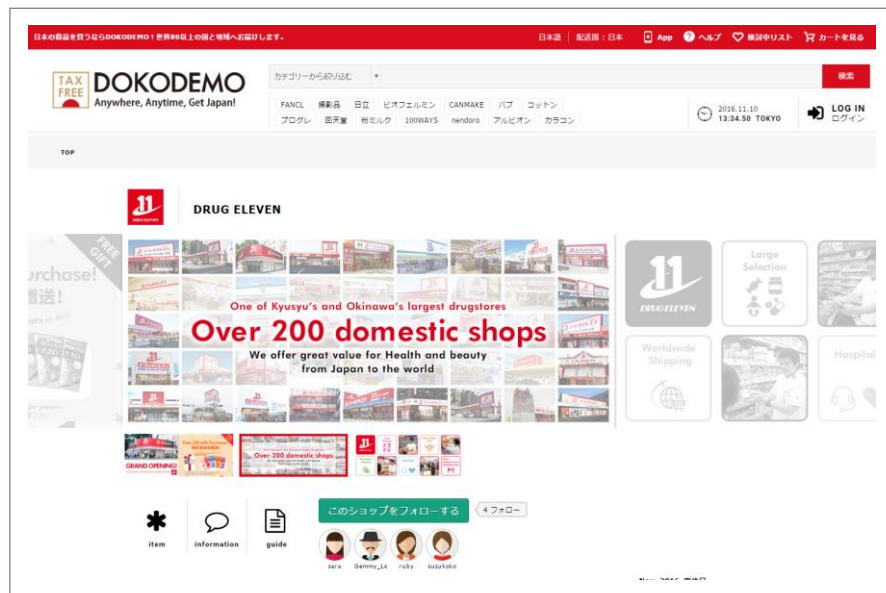 日本の商品を買うならDOKODEMO！世界80以上の国と地域へお届けします。
日本語
配送国：日本
App
ヘルプ
検討中リスト
カートを見る
TAX FREE
DOKODEMO
Anywhere, Anytime, Get Japan!
カテゴリーから絞り込む
検索
FANCL 撮影品 日立 ビオフェルミン CANMAKE バブ コットン
プログレ 回天堂 粉ミルク 100WAYS nendoro アルビオン カラコン
2016.11.10
13:34.50 TOKYO
LOG IN
ログイン
TOP
DRUG ELEVEN
FREE GIFT
urchase!
贈送！
One of Kyusyu's and Okinawa's largest drugstores
Over 200 domestic shops
We offer great value for Health and beauty
from Japan to the world
DRUGELEVEN
Large
Selection
Worldwide
Shipping
Hospital
GRAND OPENING!
Over 200 domestic shops
このショップをフォローする
4 フォロー
item
information
guide
sara
Gemmy_Le
ruby
suzukoko